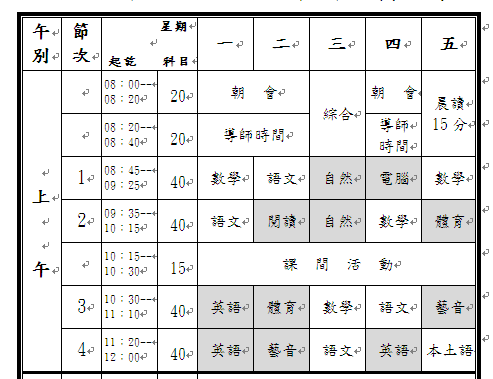 午別 節次 星期 科目 起訖 一 二 三 四 五
08：00--08：20 20 朝 會 綜合 朝 會 晨讀15分
08：20--08：40 20 導師時間 導師時間
上午
1 08：45--09：25 40 數學 語文 自然 電腦 數學
2 09：35--10：15 40 語文 閱讀 自然 數學 體育
10：15--10：30 15 課 間 活 動
3 10：30--11：10 40 英語 體育 數學 語文 藝音
4 11：20--12：00 40 英語 藝音 語文 英語 本土語